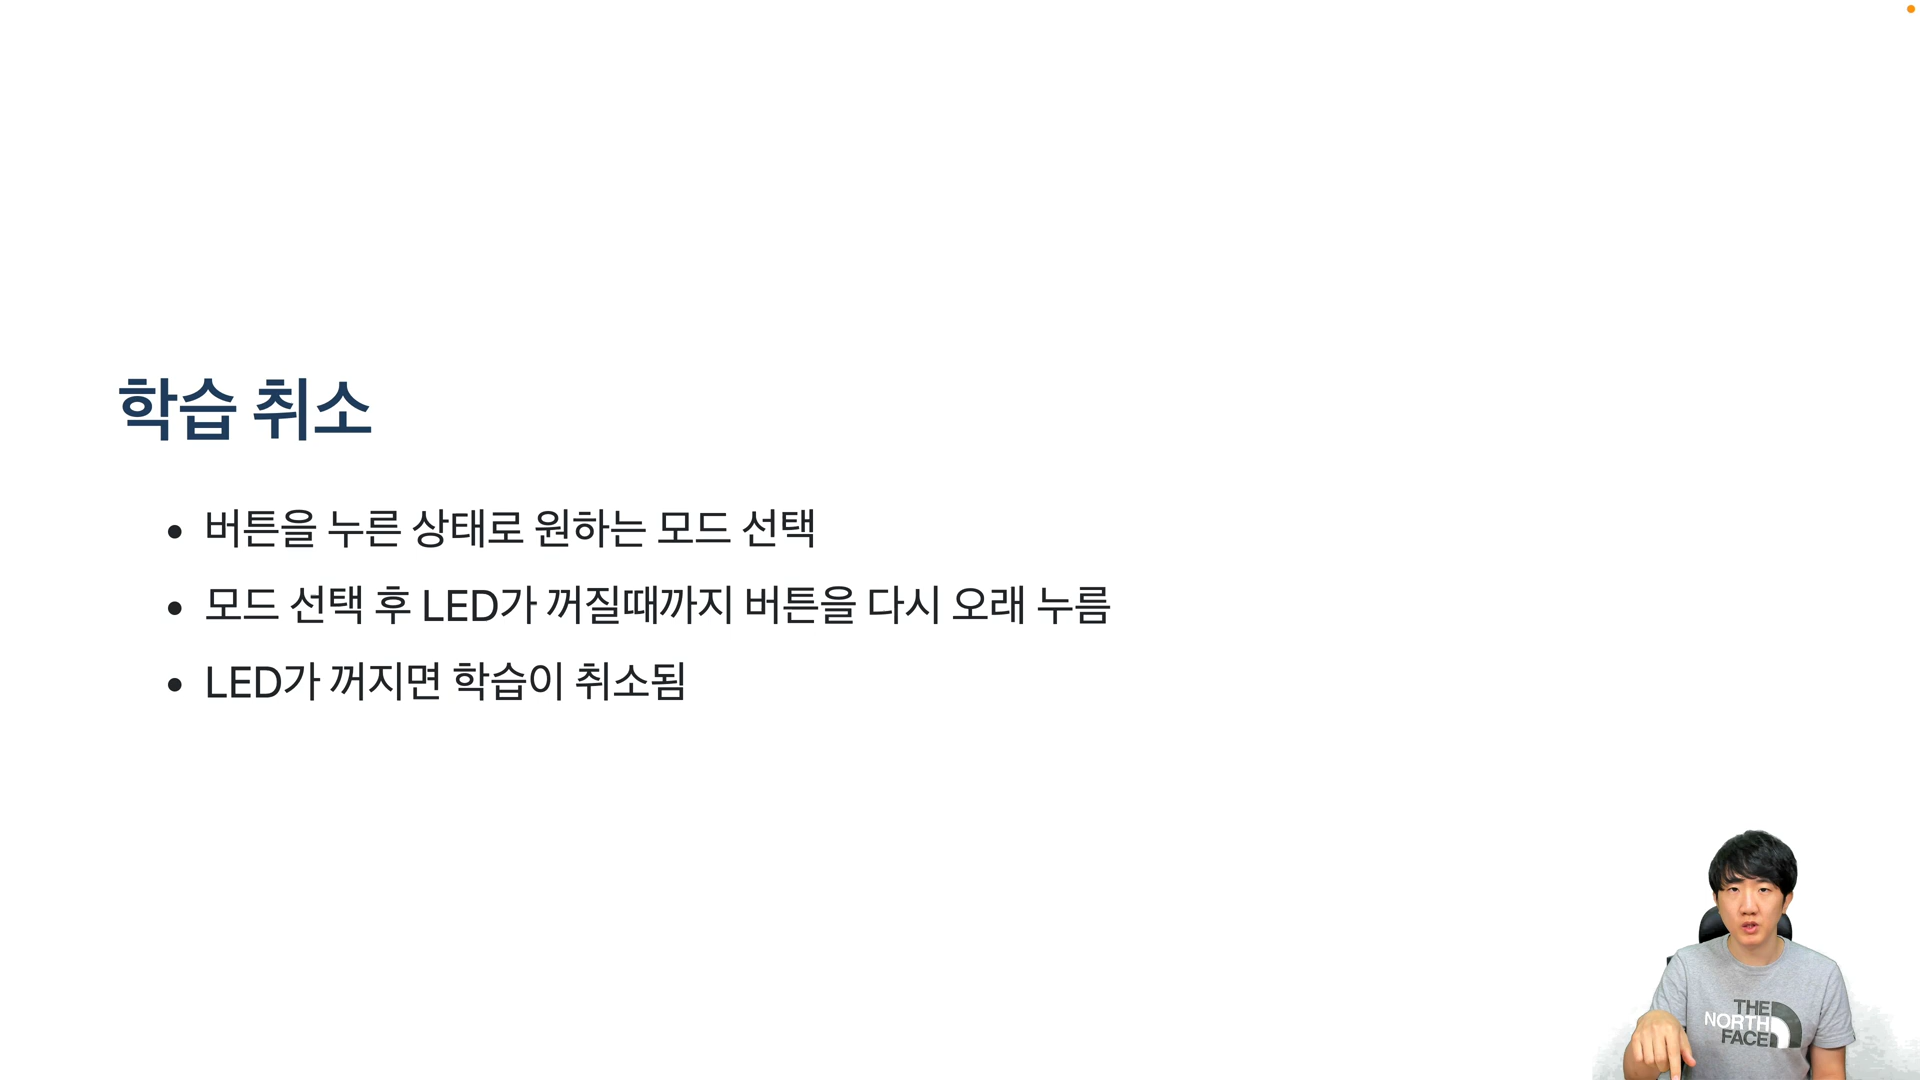 학습 취소
버튼을 누른 상태로 원하는 모드 선택
모드 선택 후 LED가 꺼질때까지 버튼을 다시 오래 누름
LED가 꺼지면 학습이 취소됨
THE
NORTH
FACE